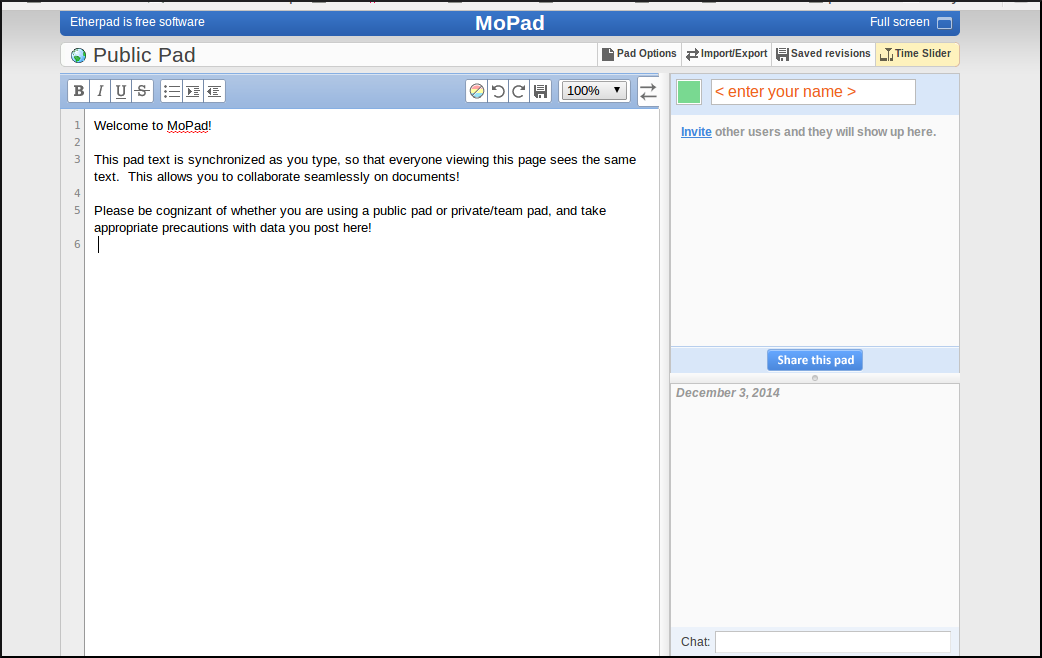 Etherpad is free software MoPad Full screen
Public Pad Pad Options Import/Export Saved revisions Time Slider
B I U S 100% < enter your name >
1 Welcome to MoPad!
2
3 This pad text is synchronized as you type, so that everyone viewing this page sees the same
text. This allows you to collaborate seamlessly on documents!
4
5 Please be cognizant of whether you are using a public pad or private/team pad, and take
appropriate precautions with data you post here!
6
Invite other users and they will show up here.
Share this pad
December 3, 2014
Chat: